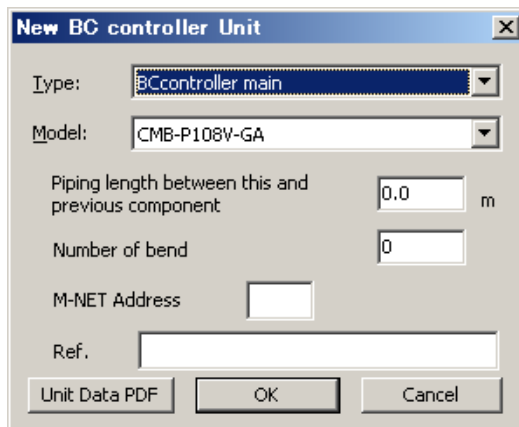 New BC controller Unit
Type: BCcontroller main
Model: CMB-P108V-GA
Piping length between this and
previous component 0.0 m
Number of bend 0
M-NET Address
Ref.
Unit Data PDF OK Cancel